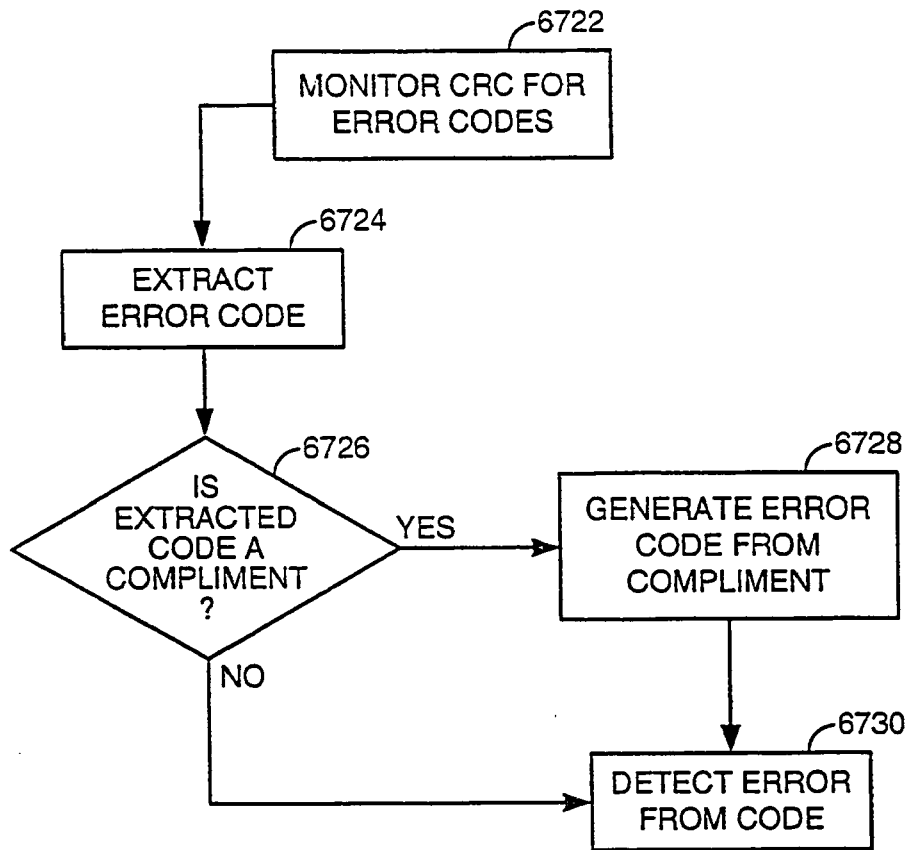 6722
MONITOR CRC FOR
ERROR CODES
6724
EXTRACT
ERROR CODE
6726
IS
EXTRACTED
CODE A
COMPLIMENT
?
YES
6728
GENERATE ERROR
CODE FROM
COMPLIMENT
NO
6730
DETECT ERROR
FROM CODE